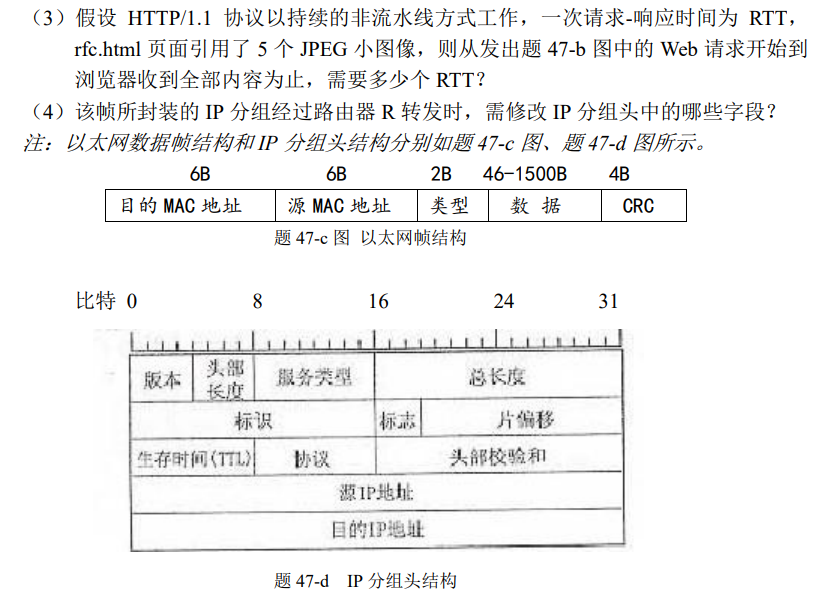 （3）假设 HTTP/1.1 协议以持续的非流水线方式工作，一次请求-响应时间为 RTT，
rfc.html 页面引用了 5 个 JPEG 小图像，则从发出题 47-b 图中的 Web 请求开始到
浏览器收到全部内容为止，需要多少个 RTT？
（4）该帧所封装的 IP 分组经过路由器 R 转发时，需修改 IP 分组头中的哪些字段？
注：以太网数据帧结构和 IP 分组头结构分别如题 47-c 图、题 47-d 图所示。
6B 6B 2B 46-1500B 4B
目的 MAC 地址 源 MAC 地址 类型 数 据 CRC
题 47-c 图 以太网帧结构
比特 0 8 16 24 31
版本 头部长度 服务类型 总长度
标识 标志 片偏移
生存时间(TTL) 协议 头部校验和
源IP地址
目的IP地址
题 47-d IP 分组头结构